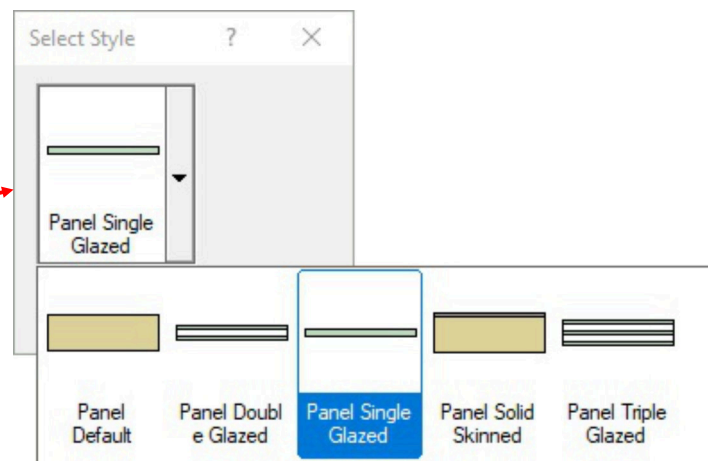 Select Style ? ×
Panel Single
Glazed
Panel
Default
Panel Doubl
e Glazed
Panel Single
Glazed
Panel Solid
Skinned
Panel Triple
Glazed